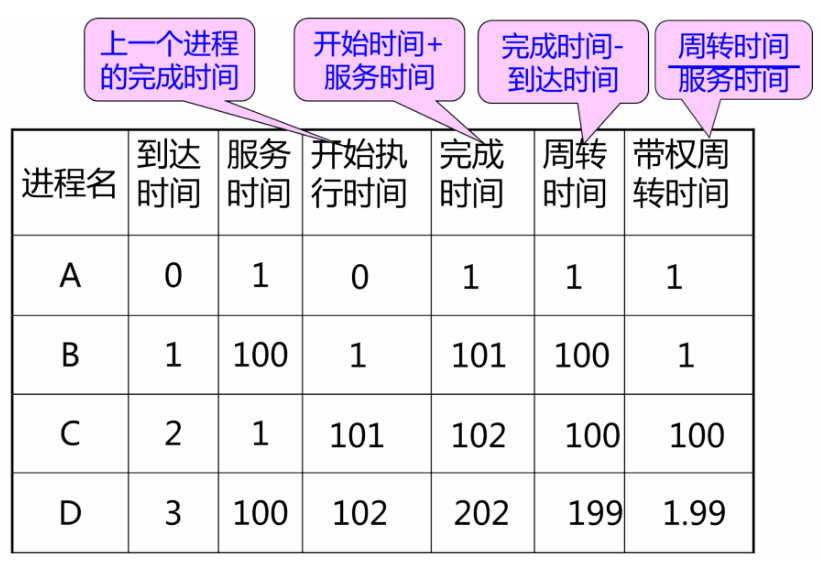 上一个进程
的完成时间
开始时间+
服务时间
完成时间-
到达时间
周转时间
服务时间
进程名 到达时间 服务时间 开始执行时间 完成时间 周转时间 带权周转时间
A 0 1 0 1 1 1
B 1 100 1 101 100 1
C 2 1 101 102 100 100
D 3 100 102 202 199 1.99